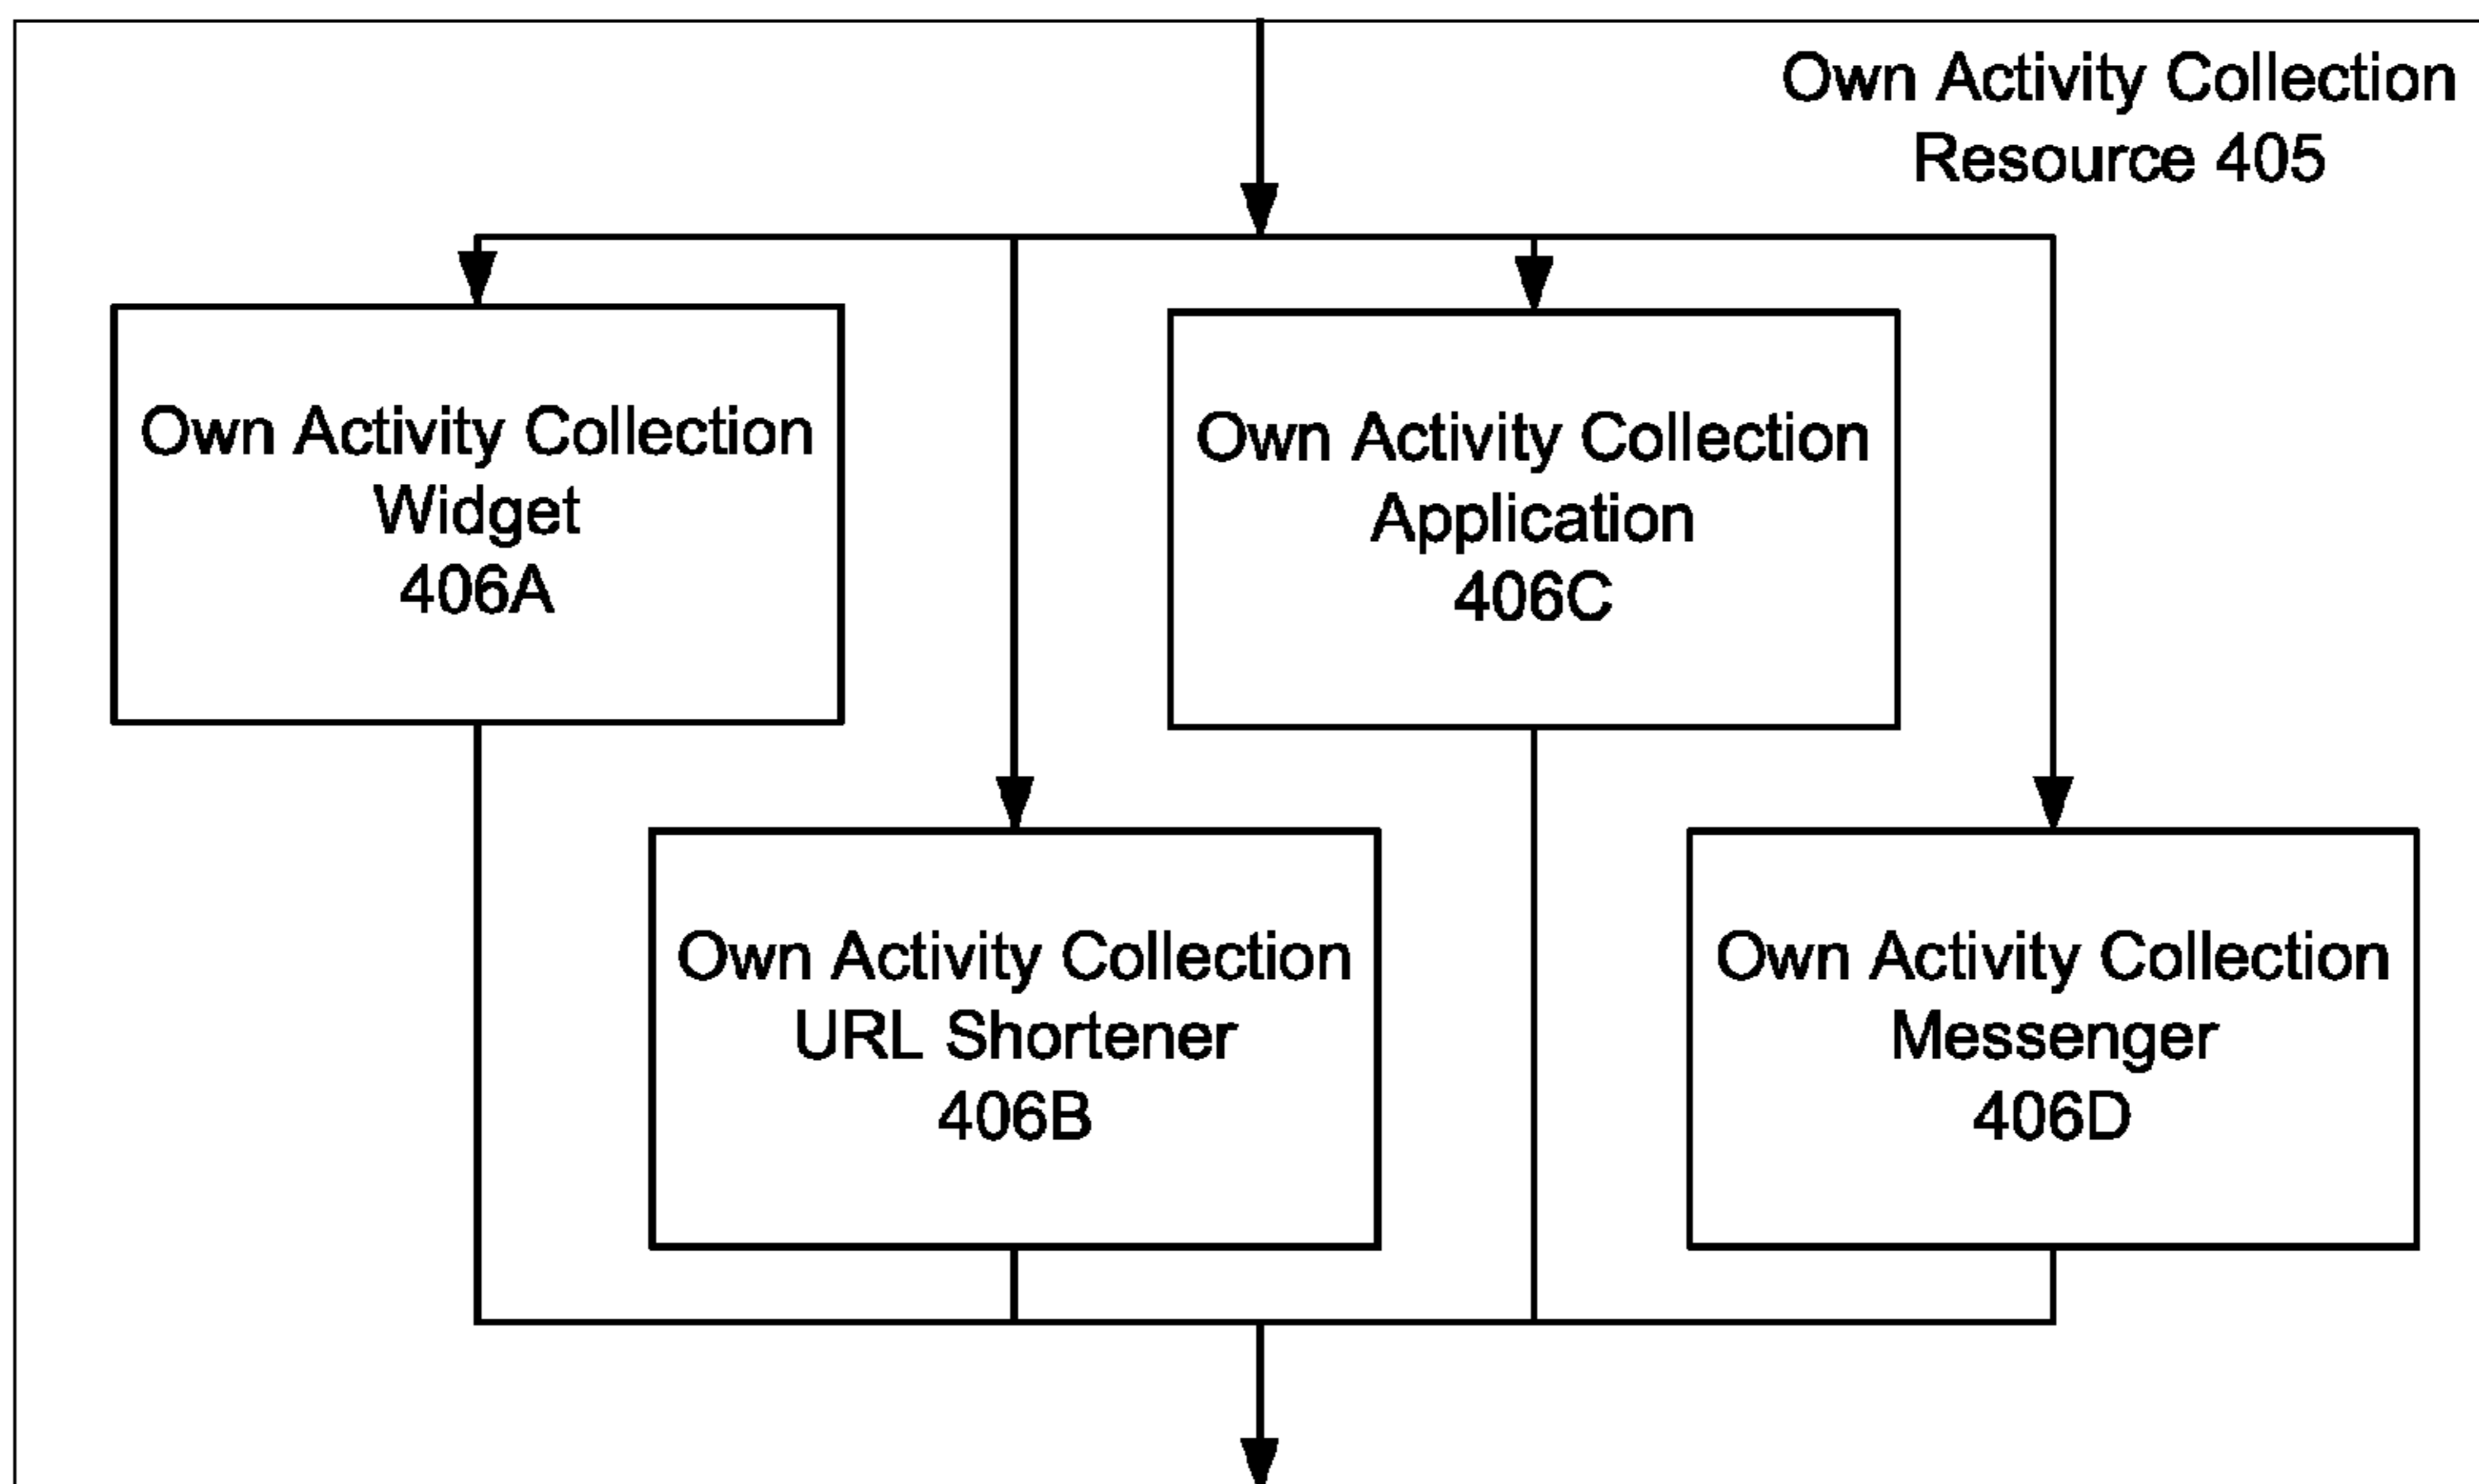 Own Activity Collection
Resource 405
Own Activity Collection
Widget
406A
Own Activity Collection
Application
406C
Own Activity Collection
URL Shortener
406B
Own Activity Collection
Messenger
406D